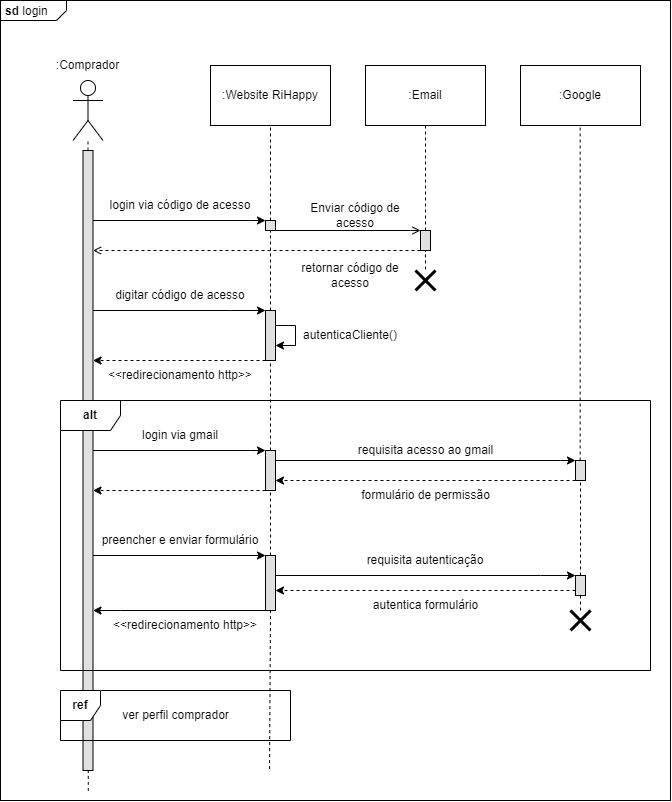 sd login
:Comprador
:Website RiHappy
:Email
:Google
login via código de acesso
Enviar código de
acesso
retornar código de
acesso
digitar código de acesso
autenticaCliente()
<<redirecionamento http>>
alt
login via gmail
requisita acesso ao gmail
formulário de permissão
preencher e enviar formulário
requisita autenticação
autentica formulário
<<redirecionamento http>>
ref
ver perfil comprador